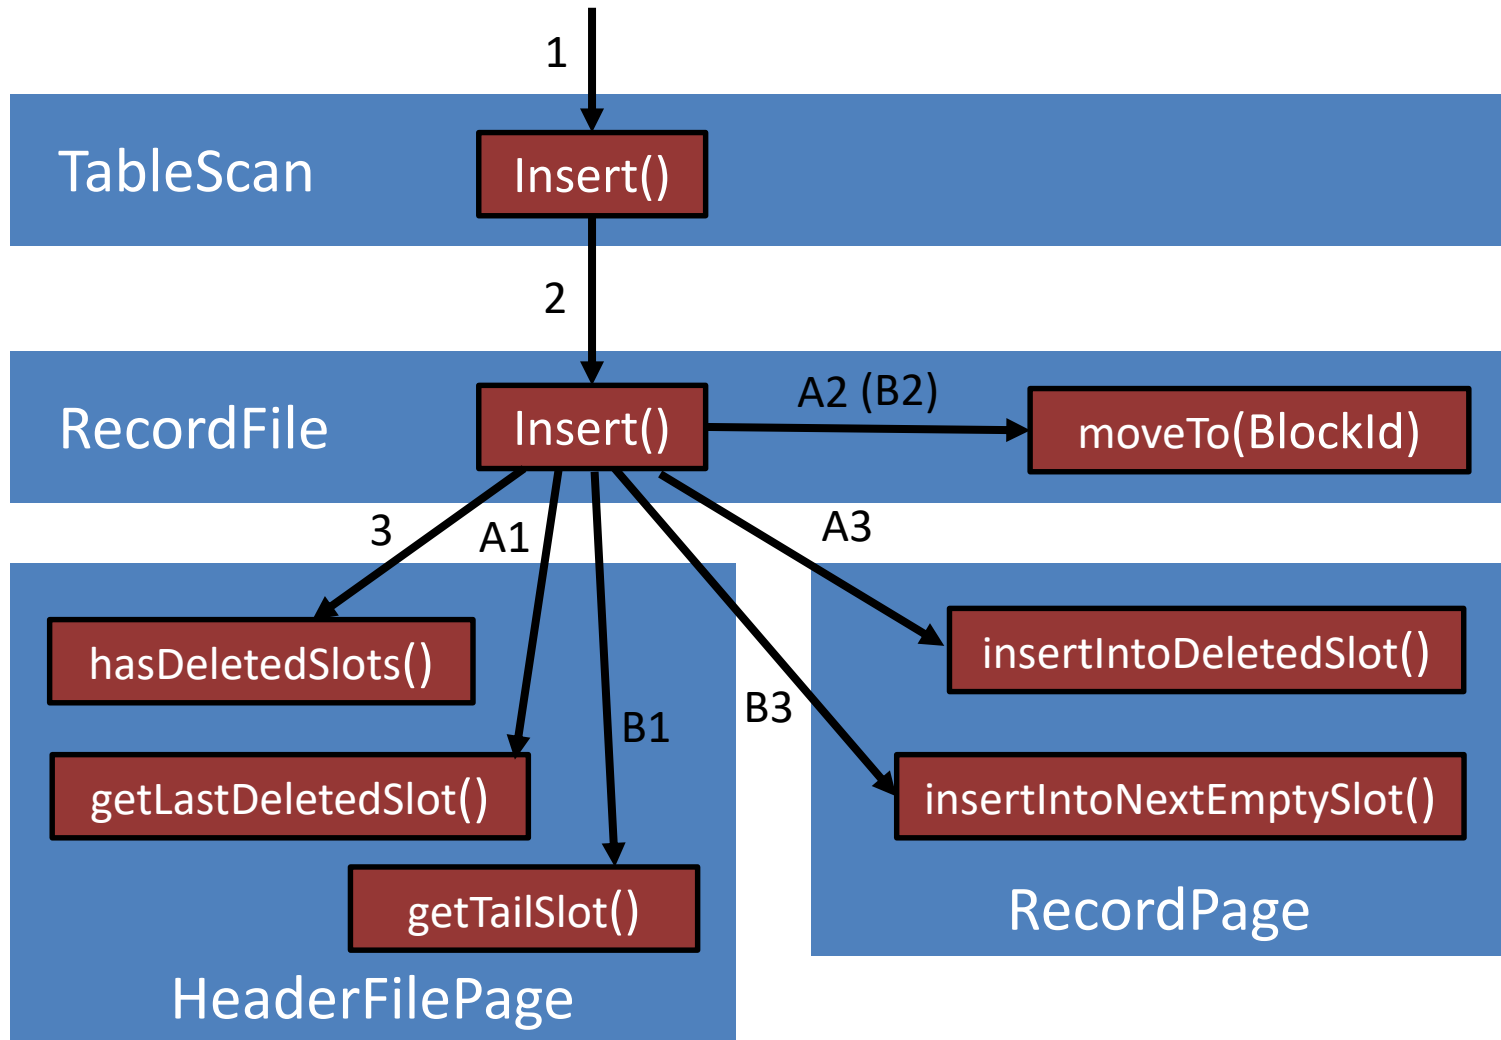 1
TableScan
Insert()
2
RecordFile
Insert()
A2 (B2)
moveTo(BlockId)
3
A1
A3
hasDeletedSlots()
insertIntoDeletedSlot()
B1
B3
getLastDeletedSlot()
insertIntoNextEmptySlot()
getTailSlot()
RecordPage
HeaderFilePage